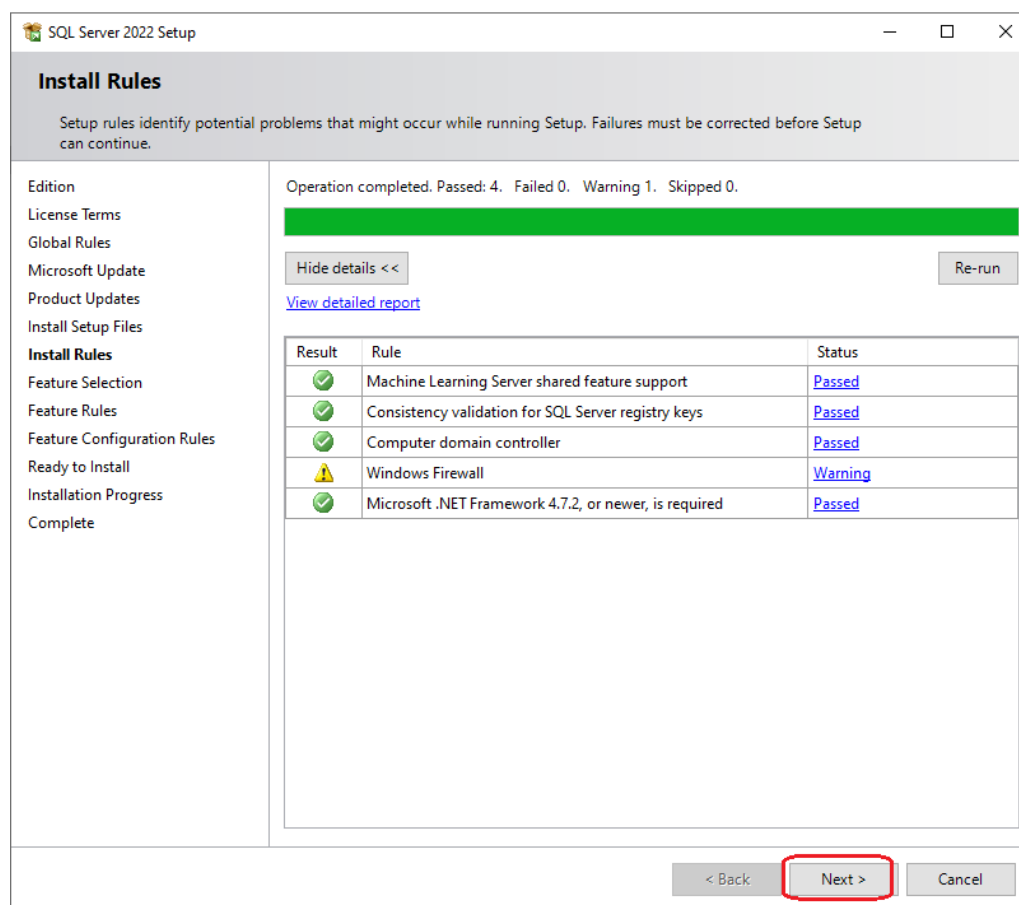 SQL Server 2022 Setup
Install Rules
Setup rules identify potential problems that might occur while running Setup. Failures must be corrected before Setup
can continue.
Edition
License Terms
Global Rules
Microsoft Update
Product Updates
Install Setup Files
Install Rules
Feature Selection
Feature Rules
Feature Configuration Rules
Ready to Install
Installation Progress
Complete
Operation completed. Passed: 4.   Failed 0.   Warning 1.   Skipped 0.
Hide details <<
Re-run
View detailed report
Result Rule Status
Machine Learning Server shared feature support Passed
Consistency validation for SQL Server registry keys Passed
Computer domain controller Passed
Windows Firewall Warning
Microsoft .NET Framework 4.7.2, or newer, is required Passed
< Back Next > Cancel